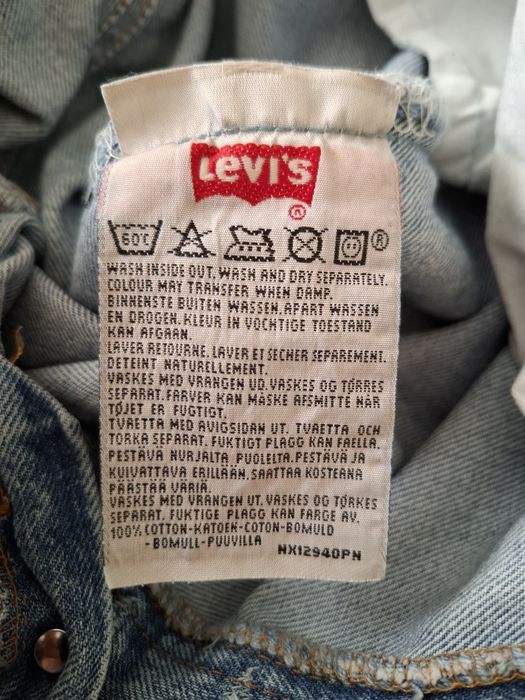 Levi's
®
60C ®
WASH INSIDE OUT. WASH AND DRY SEPARATELY.
COLOUR MAY TRANSFER WHEN DAMP.
BINNENSTE BUITEN WASSEN. APART WASSEN
EN DROGEN. KLEUR IN VOCHTIGE TOESTAND
KAN AFGAAN.
LAVER RETOURNE. LAVER ET SECHER SEPAREMENT.
DETEINT NATURELLEMENT.
VASKES MED VRANGEN UD. VASKES OG TØRRES
SEPARAT. FARVER KAN MÅSKE AFSMITTE NÅR
TØJET ER FUGTIGT.
TVAETTA MED AVIGSIDAN UT. TVAETTA OCH
TORKA SEPARAT. FUKTIGT PLAGG KAN FAELLA.
PESTÄVÄ NURJALTA PUOLELTA. PESTÄVÄ JA
KUIVATTAVA ERILLÄÄN. SAATTAA KOSTEANA
PÄÄSTÄÄ VÄRIÄ.
VASKES MED VRANGEN UT. VASKES OG TØRKES
SEPARAT. FUKTIGE PLAGG KAN FARGE AV.
100% COTTON-KATOEN-COTON-BOMULD
-BOMULL-PUUVILLA
NX12940PN